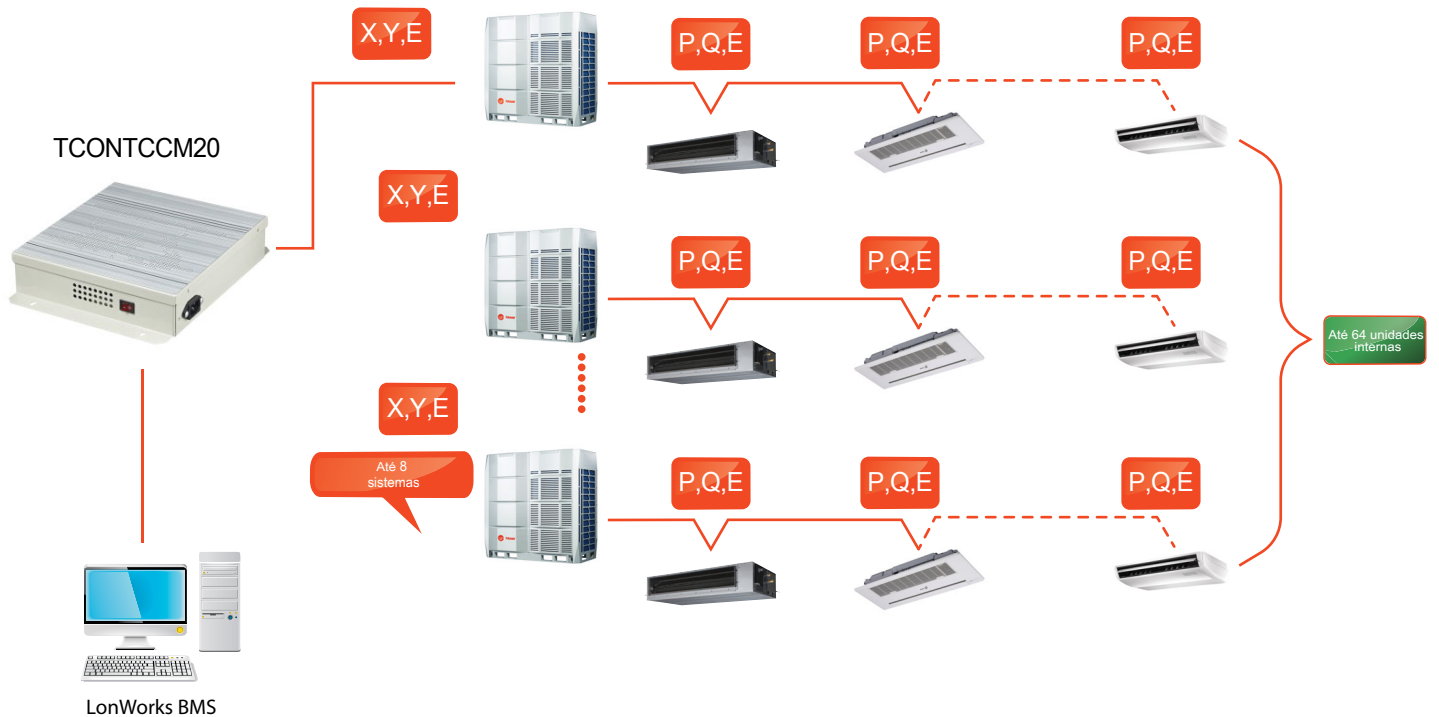 X,Y,E
P,Q,E
P,Q,E
P,Q,E
TCONTCCM20
X,Y,E
P,Q,E
P,Q,E
P,Q,E
Até 64 unidades
internas
X,Y,E
Até 8
sistemas
P,Q,E
P,Q,E
P,Q,E
LonWorks BMS